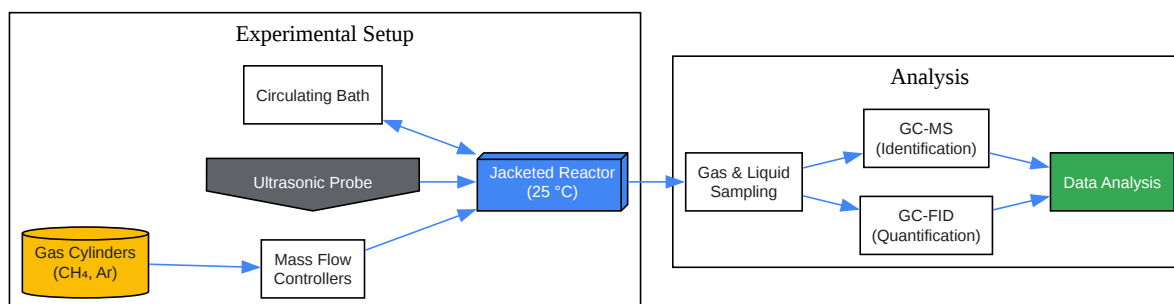 Experimental Setup
Circulating Bath
Ultrasonic Probe
Jacketed Reactor
(25 °C)
Gas Cylinders
(CH₄, Ar)
Mass Flow
Controllers
Analysis
Gas & Liquid
Sampling
GC-MS
(Identification)
GC-FID
(Quantification)
Data Analysis